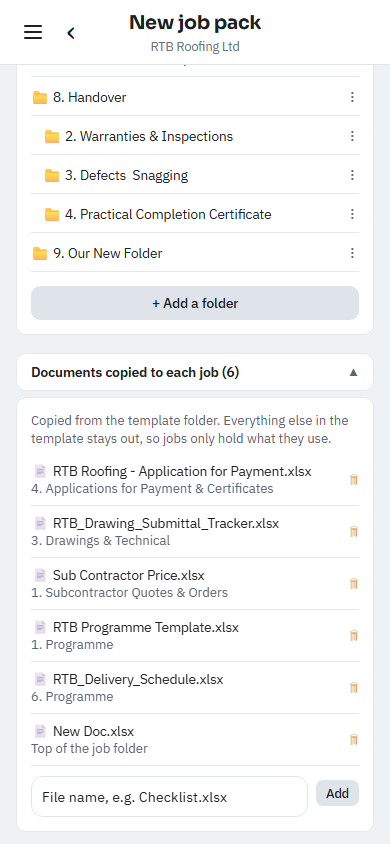 New job pack
RTB Roofing Ltd
8. Handover
2. Warranties & Inspections
3. Defects  Snagging
4. Practical Completion Certificate
9. Our New Folder
+ Add a folder
Documents copied to each job (6)
Copied from the template folder. Everything else in the
template stays out, so jobs only hold what they use.
RTB Roofing - Application for Payment.xlsx
4. Applications for Payment & Certificates
RTB_Drawing_Submittal_Tracker.xlsx
3. Drawings & Technical
Sub Contractor Price.xlsx
1. Subcontractor Quotes & Orders
RTB Programme Template.xlsx
1. Programme
RTB_Delivery_Schedule.xlsx
6. Programme
New Doc.xlsx
Top of the job folder
File name, e.g. Checklist.xlsx
Add